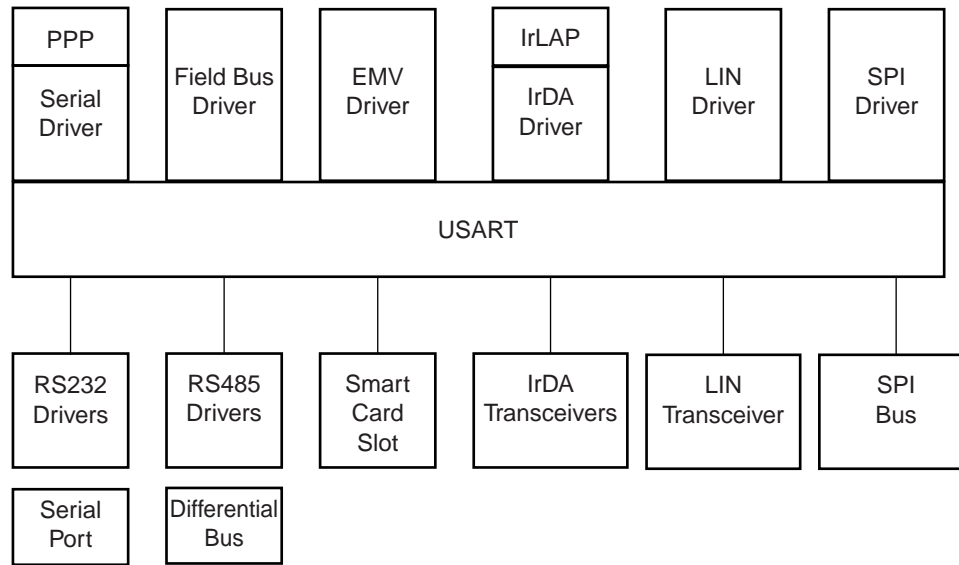 PPP
Serial
Driver
Field Bus
Driver
EMV
Driver
IrLAP
IrDA
Driver
LIN
Driver
SPI
Driver
USART
RS232
Drivers
RS485
Drivers
Smart
Card
Slot
IrDA
Transceivers
LIN
Transceiver
SPI
Bus
Serial
Port
Differential
Bus